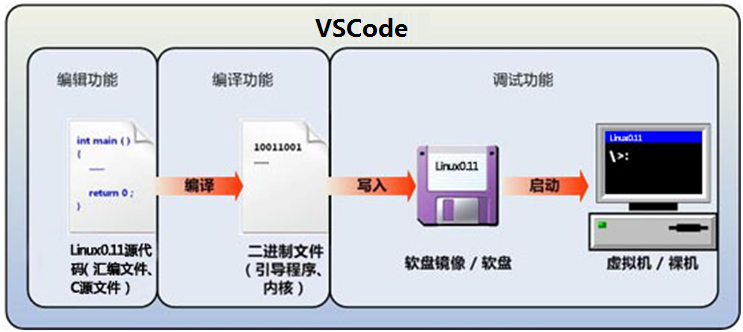 VSCode
编辑功能
编译功能
调试功能
int main ( )
{
return 0 ;
}
10011001
Linux0.11
Linux0.11
\>:
编译
写入
启动
Linux0.11源代
码( 汇编文件、
C源文件 )
二进制文件
( 引导程序、
内核 )
软盘镜像 / 软盘
虚拟机 / 裸机